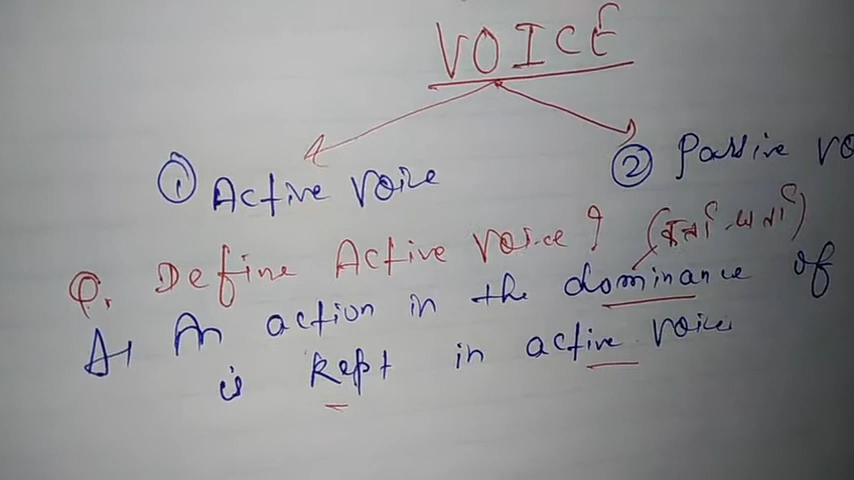 VOICE
① Active Voice ② Passive Vo
Q. Define Active Voice?
A→ An action in the dominance of
is kept in active voice